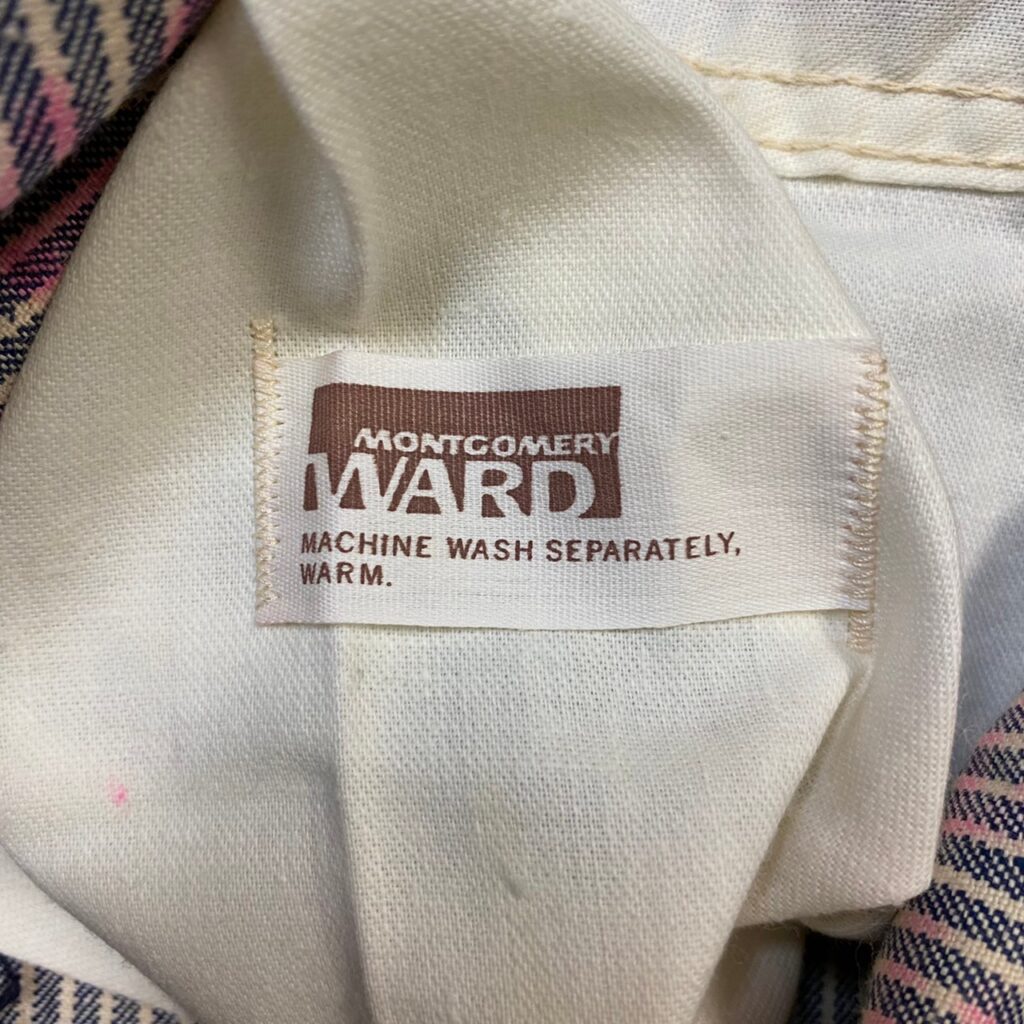 MONTGOMERY
WARD
MACHINE WASH SEPARATELY,
WARM.